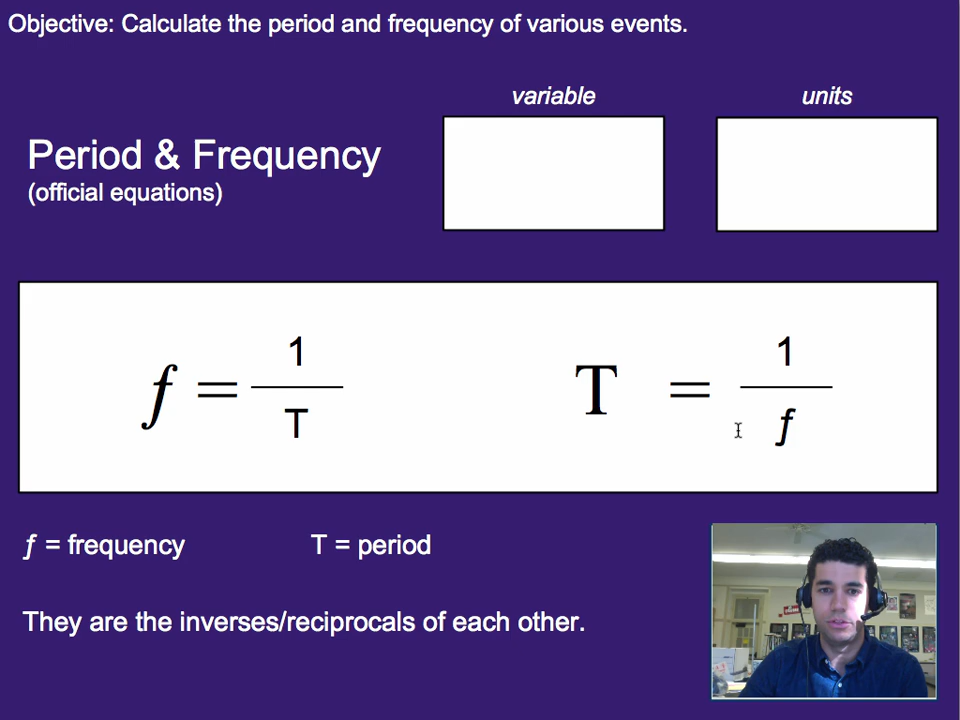 Objective: Calculate the period and frequency of various events.
variable
units
Period & Frequency
(official equations)
ƒ = 1/T
T = 1/ƒ
ƒ = frequency
T = period
They are the inverses/reciprocals of each other.